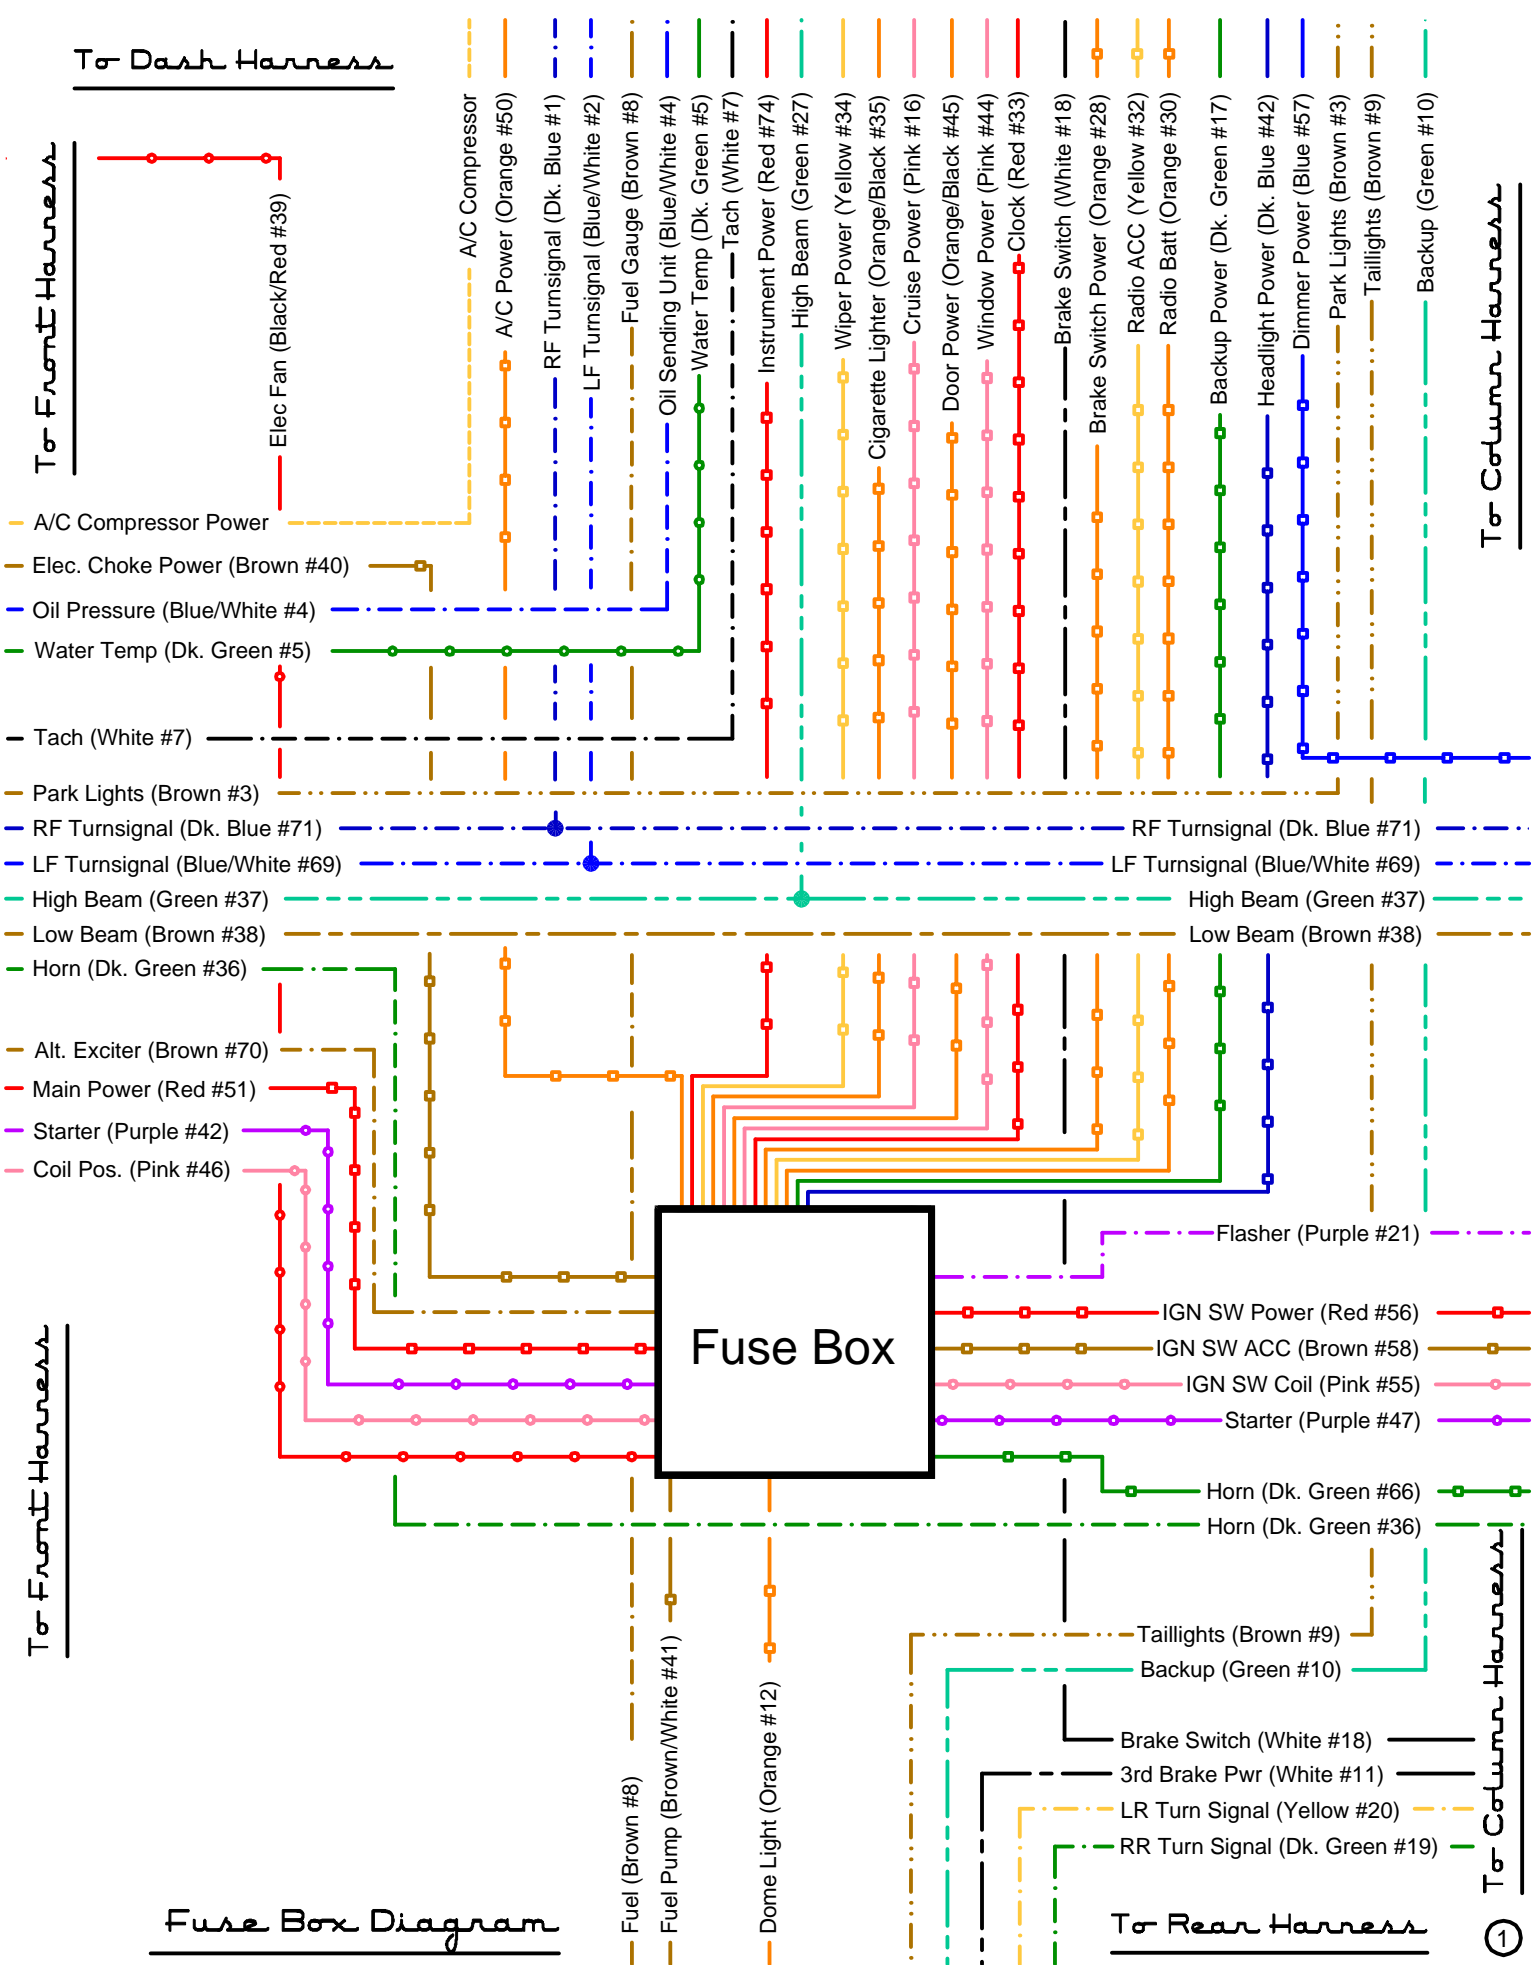 To Dash Harness
To Front Harness
Elec Fan (Black/Red #39)
A/C Compressor
A/C Power (Orange #50)
RF Turnsignal (Dk. Blue #1)
LF Turnsignal (Blue/White #2)
Fuel Gauge (Brown #8)
Oil Sending Unit (Blue/White #4)
Water Temp (Dk. Green #5)
Tach (White #7)
Instrument Power (Red #74)
High Beam (Green #27)
Wiper Power (Yellow #34)
Cigarette Lighter (Orange/Black #35)
Cruise Power (Pink #16)
Door Power (Orange/Black #45)
Window Power (Pink #44)
Clock (Red #33)
Brake Switch (White #18)
Brake Switch Power (Orange #28)
Radio ACC (Yellow #32)
Radio Batt (Orange #30)
Backup Power (Dk. Green #17)
Headlight Power (Dk. Blue #42)
Dimmer Power (Blue #57)
Park Lights (Brown #3)
Taillights (Brown #9)
Backup (Green #10)
To Column Harness
A/C Compressor Power
Elec. Choke Power (Brown #40)
Oil Pressure (Blue/White #4)
Water Temp (Dk. Green #5)
Tach (White #7)
Park Lights (Brown #3)
RF Turnsignal (Dk. Blue #71)
RF Turnsignal (Dk. Blue #71)
LF Turnsignal (Blue/White #69)
LF Turnsignal (Blue/White #69)
High Beam (Green #37)
High Beam (Green #37)
Low Beam (Brown #38)
Low Beam (Brown #38)
Horn (Dk. Green #36)
Alt. Exciter (Brown #70)
Main Power (Red #51)
Starter (Purple #42)
Coil Pos. (Pink #46)
Fuse Box
Flasher (Purple #21)
IGN SW Power (Red #56)
IGN SW ACC (Brown #58)
IGN SW Coil (Pink #55)
Starter (Purple #47)
Horn (Dk. Green #66)
Horn (Dk. Green #36)
To Front Harness
Taillights (Brown #9)
Backup (Green #10)
Brake Switch (White #18)
3rd Brake Pwr (White #11)
LR Turn Signal (Yellow #20)
RR Turn Signal (Dk. Green #19)
To Column Harness
Fuel (Brown #8)
Fuel Pump (Brown/White #41)
Dome Light (Orange #12)
Fuse Box Diagram
To Rear Harness
1